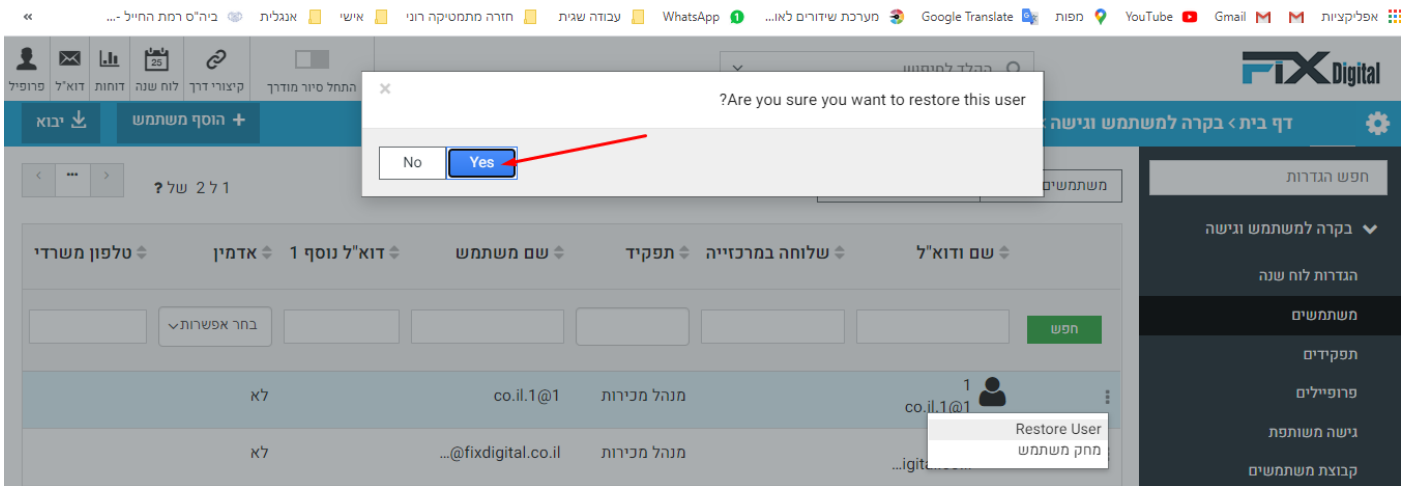 אפליקציות Gmail YouTube מפות Google Translate מערכת שידורים לאו... WhatsApp עבודה שגית חזרה מתמטיקה רוני אישי אנגלית ביה"ס רמת החייל -... »
FIX Digital
הקלד לחיפוש
התחל סיור מודרך
קיצורי דרך
לוח שנה
25
דוחות
דוא"ל
פרופיל
?Are you sure you want to restore this user
×
Yes
No
דף בית > בקרה למשתמש וגישה >
+ הוסף משתמש
יבוא
חפש הגדרות
בקרה למשתמש וגישה
הגדרות לוח שנה
משתמשים
תפקידים
פרופיילים
גישה משותפת
קבוצת משתמשים
משתמשים
1 ל 2 של ?
< ... >
שם ודוא"ל שלוחה במרכזייה תפקיד שם משתמש דוא"ל נוסף 1 אדמין טלפון משרדי
חפש
בחר אפשרות
1
co.il.1@1 מנהל מכירות co.il.1@1 לא
Restore User
מחק משתמש
מנהל מכירות ...@fixdigital.co.il לא